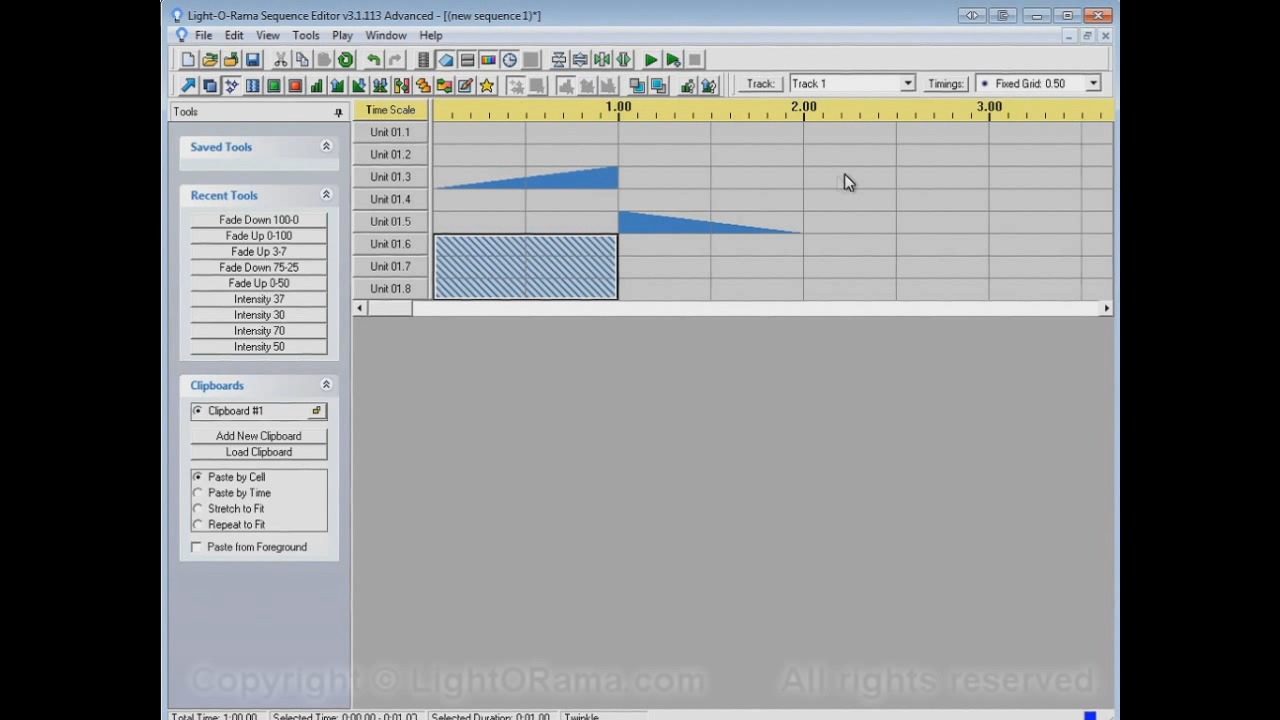 Light-O-Rama Sequence Editor v3.1.113 Advanced - [(new sequence1)*]
File Edit View Tools Play Window Help
Track: Track 1 Timings: Fixed Grid: 0.50
Tools
Time Scale 1.00 2.00 3.00
Saved Tools
Recent Tools
Fade Down 100-0
Fade Up 0-100
Fade Up 3-7
Fade Down 75-25
Fade Up 0-50
Intensity 37
Intensity 30
Intensity 70
Intensity 50
Clipboards
Clipboard #1
Add New Clipboard
Load Clipboard
Paste by Cell
Paste by Time
Stretch to Fit
Repeat to Fit
Paste from Foreground
Unit 01.1
Unit 01.2
Unit 01.3
Unit 01.4
Unit 01.5
Unit 01.6
Unit 01.7
Unit 01.8
Copyright © LightORama.com All rights reserved
Total Time: 1:00.00 Selected Time: 0:00.00 - 0:01.00 Selected Duration: 0:01.00 Twinkle